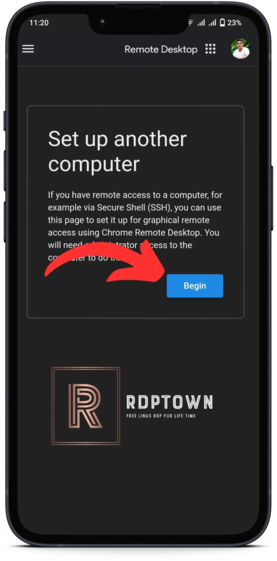 11:20
23%
Remote Desktop
Set up another
computer
If you have remote access to a computer, for
example via Secure Shell (SSH), you can use
this page to set it up for graphical remote
access using Chrome Remote Desktop. You
will need access to the
to do
Begin
R
RDPTOWN
FREE LINUX RDP FOR LIFE TIME